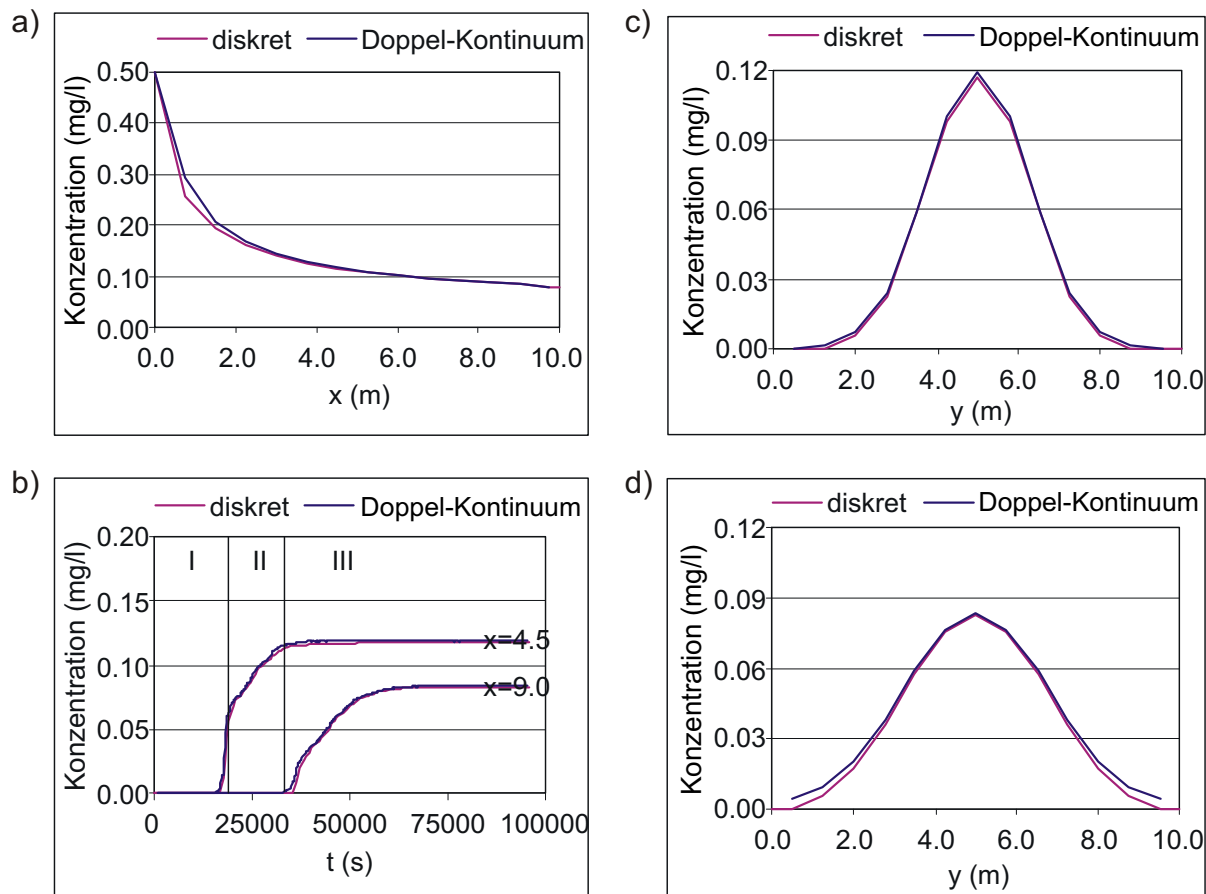 a)
diskret Doppel-Kontinuum
Konzentration (mg/l)
0.50
0.40
0.30
0.20
0.10
0.00
0.0 2.0 4.0 6.0 8.0 10.0
x (m)
b)
diskret Doppel-Kontinuum
Konzentration (mg/l)
0.20
0.15
0.10
0.05
0.00
I II III
x=4.5
x=9.0
0 25000 50000 75000 100000
t (s)
c)
diskret Doppel-Kontinuum
Konzentration (mg/l)
0.12
0.09
0.06
0.03
0.00
0.0 2.0 4.0 6.0 8.0 10.0
y (m)
d)
diskret Doppel-Kontinuum
Konzentration (mg/l)
0.12
0.09
0.06
0.03
0.00
0.0 2.0 4.0 6.0 8.0 10.0
y (m)